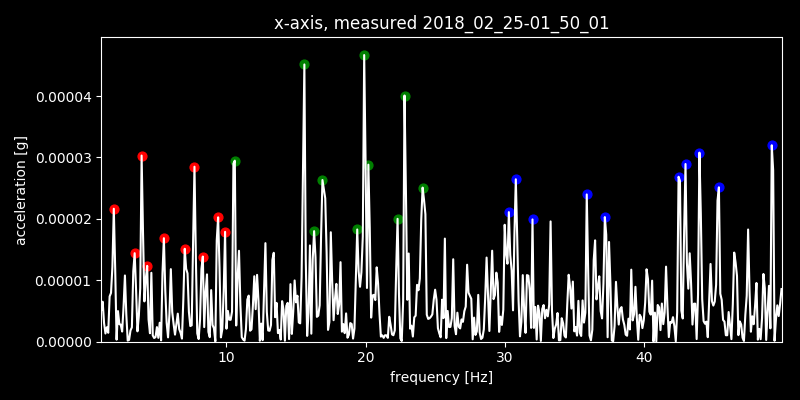 x-axis, measured 2018_02_25-01_50_01
acceleration [g]
0.00004
0.00003
0.00002
0.00001
0.00000
10 20 30 40
frequency [Hz]